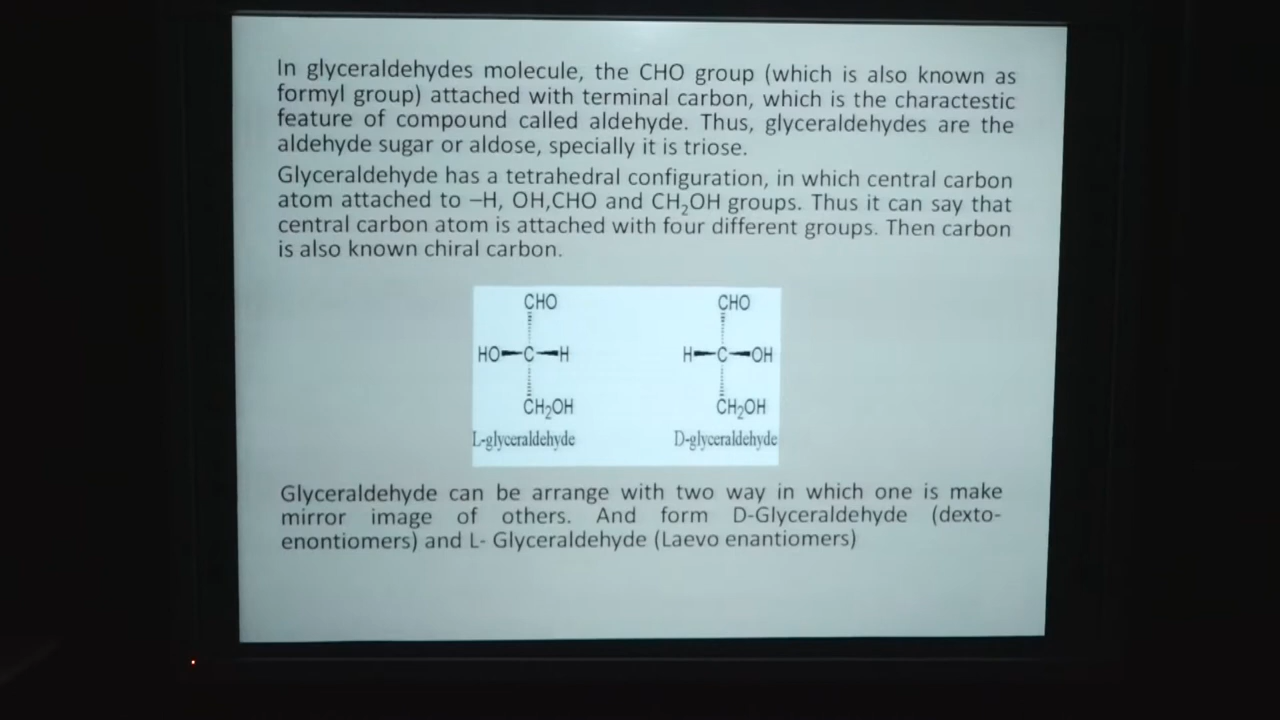 In glyceraldehydes molecule, the CHO group (which is also known as
formyl group) attached with terminal carbon, which is the charactestic
feature of compound called aldehyde. Thus, glyceraldehydes are the
aldehyde sugar or aldose, specially it is triose.
Glyceraldehyde has a tetrahedral configuration, in which central carbon
atom attached to –H, OH,CHO and CH₂OH groups. Thus it can say that
central carbon atom is attached with four different groups. Then carbon
is also known chiral carbon.
CHO CHO
HO C H H C OH
CH₂OH CH₂OH
L-glyceraldehyde D-glyceraldehyde
Glyceraldehyde can be arrange with two way in which one is make
mirror image of others. And form D-Glyceraldehyde (dexto-
enontiomers) and L- Glyceraldehyde (Laevo enantiomers)